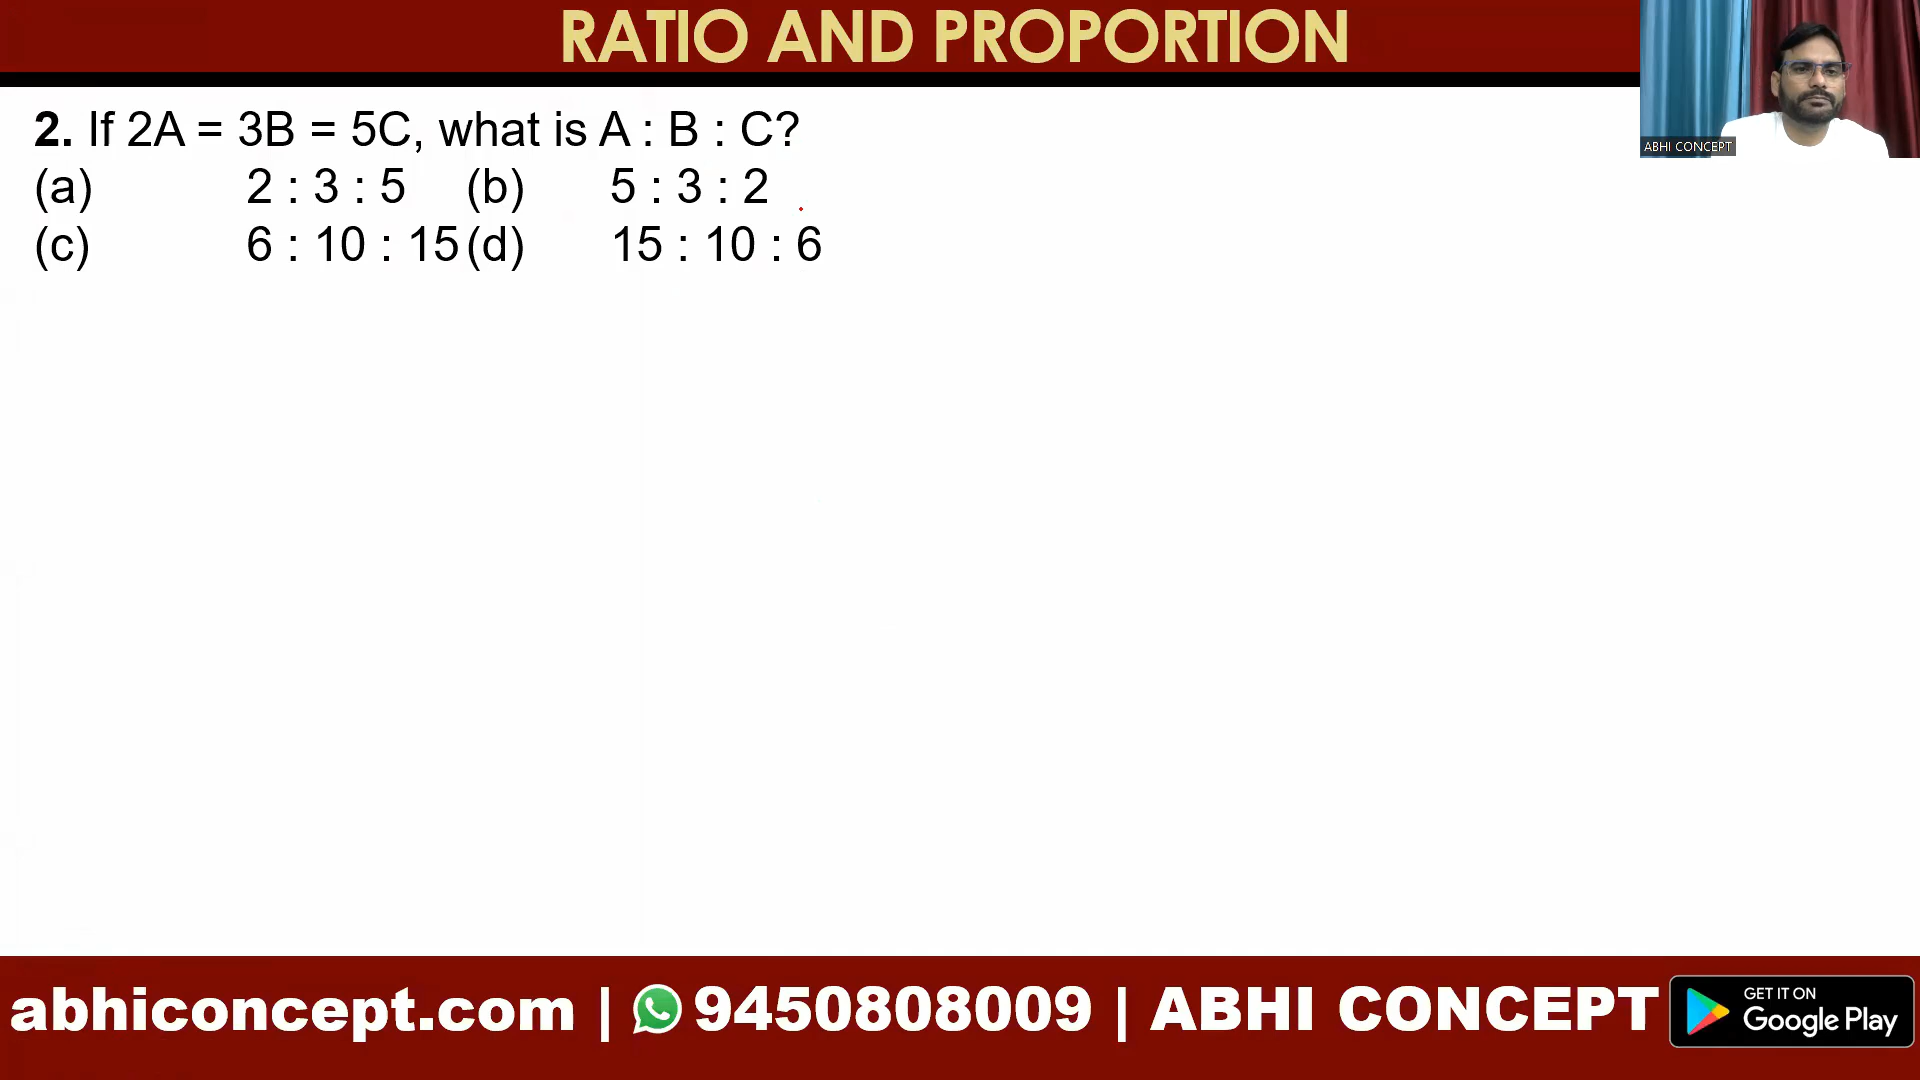 RATIO AND PROPORTION
ABHI CONCEPT
2. If 2A = 3B = 5C, what is A : B : C?
(a) 2 : 3 : 5 (b) 5 : 3 : 2
(c) 6 : 10 : 15 (d) 15 : 10 : 6
abhiconcept.com | 9450808009 | ABHI CONCEPT
GET IT ON
Google Play